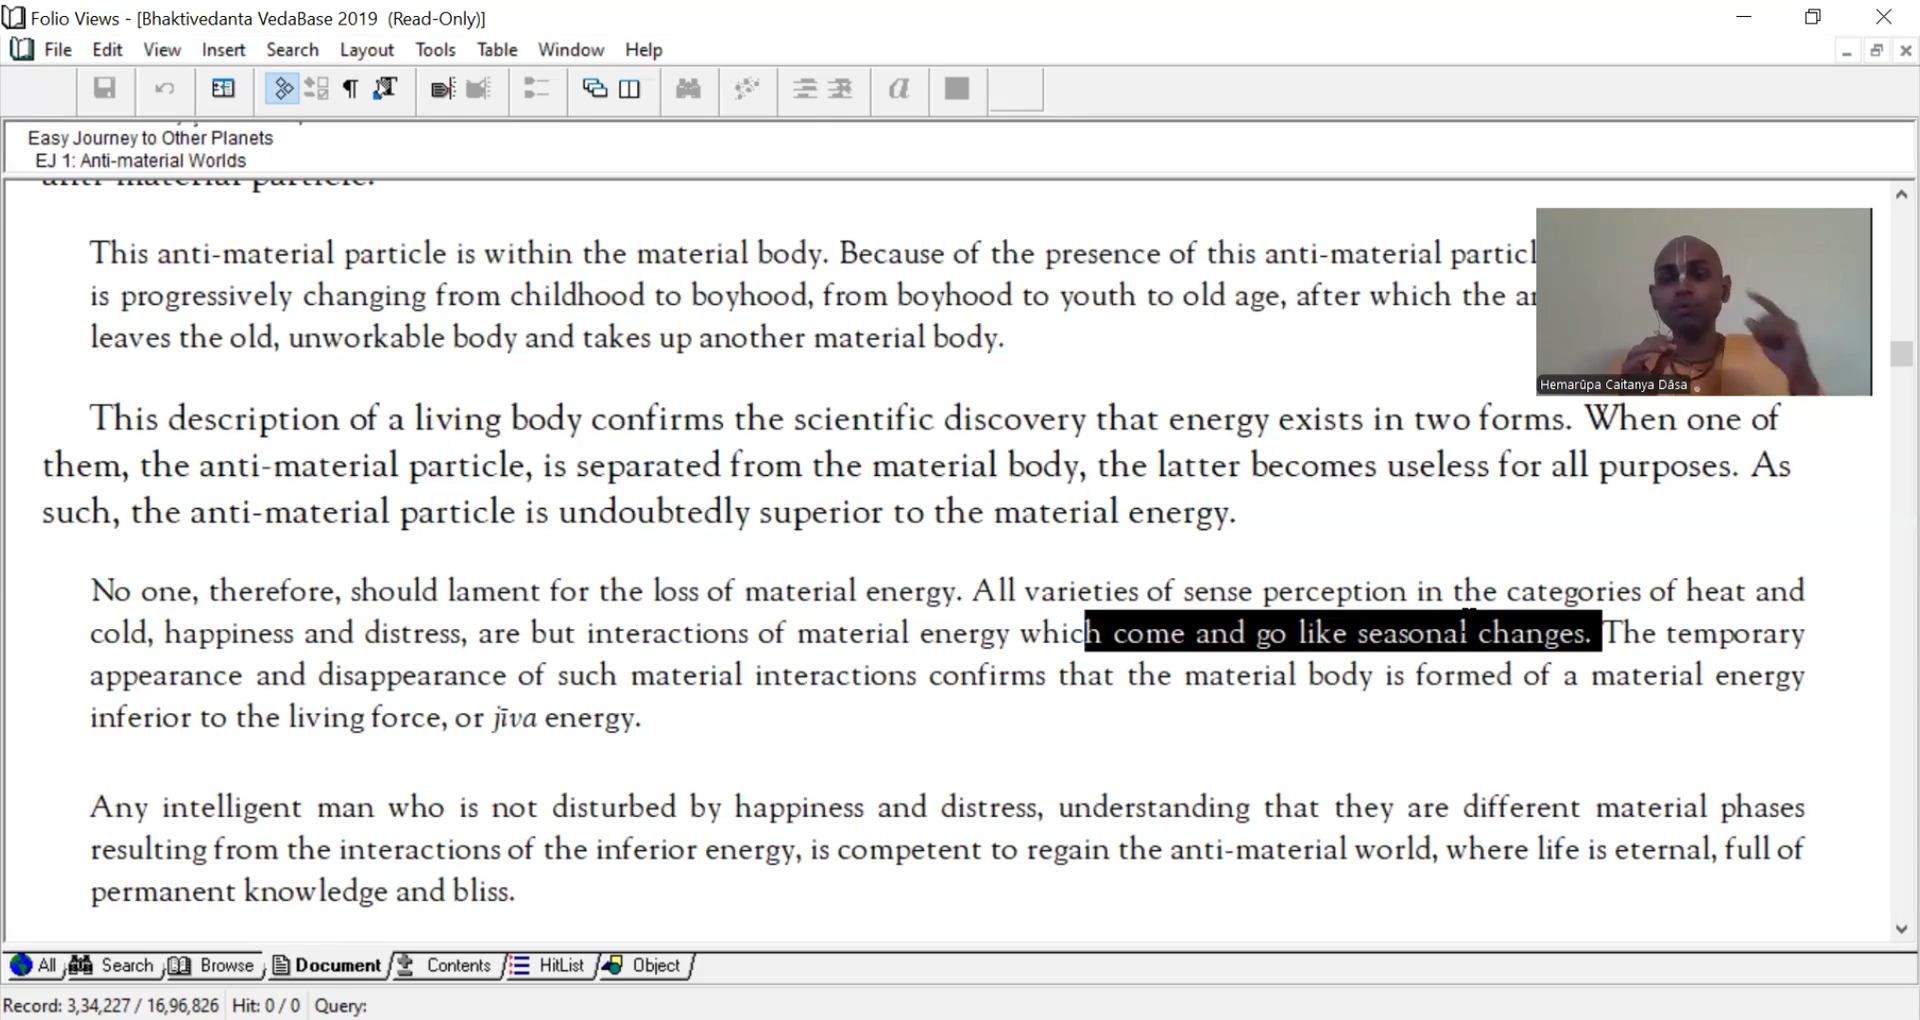 Folio Views - [Bhaktivedanta VedaBase 2019 (Read-Only)]
File Edit View Insert Search Layout Tools Table Window Help
Easy Journey to Other Planets
EJ 1: Anti-material Worlds
anti-material particle.
This anti-material particle is within the material body. Because of the presence of this anti-material
is progressively changing from childhood to boyhood, from boyhood to youth to old age, after which the
leaves the old, unworkable body and takes up another material body.
Hemarūpa Caitanya Dāsa
This description of a living body confirms the scientific discovery that energy exists in two forms. When one of
them, the anti-material particle, is separated from the material body, the latter becomes useless for all purposes. As
such, the anti-material particle is undoubtedly superior to the material energy.
No one, therefore, should lament for the loss of material energy. All varieties of sense perception in the categories of heat and
cold, happiness and distress, are but interactions of material energy which come and go like seasonal changes. The temporary
appearance and disappearance of such material interactions confirms that the material body is formed of a material energy
inferior to the living force, or jīva energy.
Any intelligent man who is not disturbed by happiness and distress, understanding that they are different material phases
resulting from the interactions of the inferior energy, is competent to regain the anti-material world, where life is eternal, full of
permanent knowledge and bliss.
All Search Browse Document Contents HitList Object
Record: 3,34,227 / 16,96,826 Hit: 0 / 0 Query: